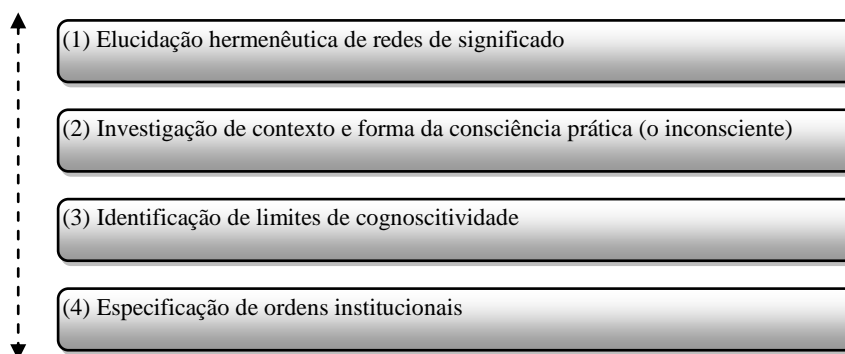 (1) Elucidação hermenêutica de redes de significado
(2) Investigação de contexto e forma da consciência prática (o inconsciente)
(3) Identificação de limites de cognoscitividade
(4) Especificação de ordens institucionais